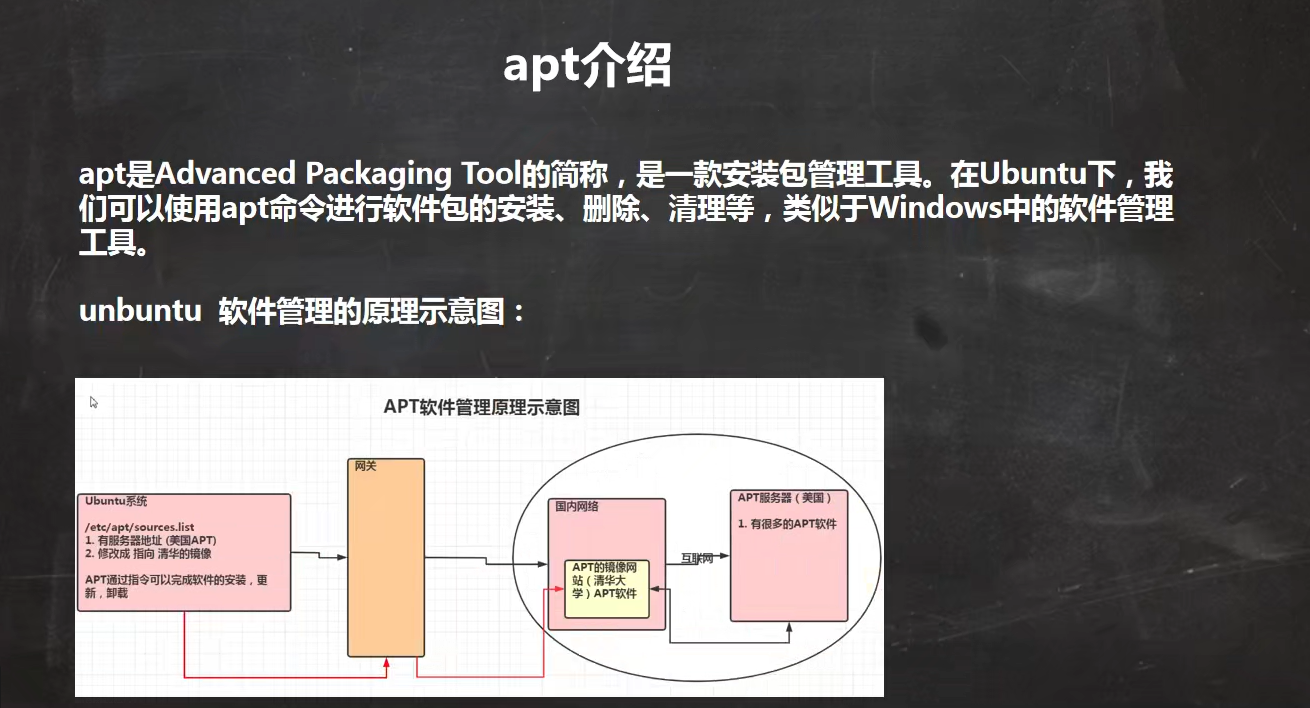 apt介绍
apt是Advanced Packaging Tool的简称，是一款安装包管理工具。在Ubuntu下，我
们可以使用apt命令进行软件包的安装、删除、清理等，类似于Windows中的软件管理
工具。
unbuntu 软件管理的原理示意图：
APT软件管理原理示意图
Ubuntu系统
/etc/apt/sources.list
1. 有服务器地址 (美国APT)
2. 修改成 指向 清华的镜像
APT通过指令可以完成软件的安装，更
新，卸载
网关
国内网络
APT的镜像网
站（清华大
学）APT软件
互联网
APT服务器（美国）
1. 有很多的APT软件